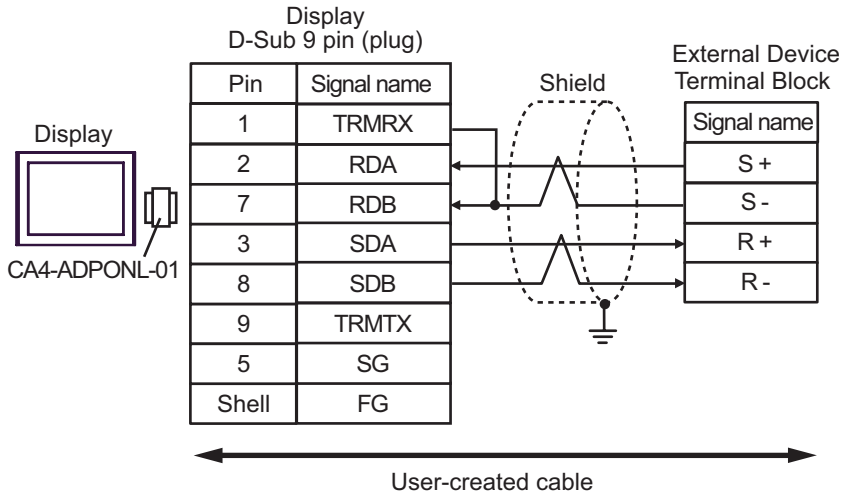 Display
D-Sub 9 pin (plug)
External Device
Terminal Block
Shield
Display
CA4-ADPONL-01
Pin Signal name
1 TRMRX
2 RDA
7 RDB
3 SDA
8 SDB
9 TRMTX
5 SG
Shell FG
Signal name
S +
S -
R +
R -
User-created cable